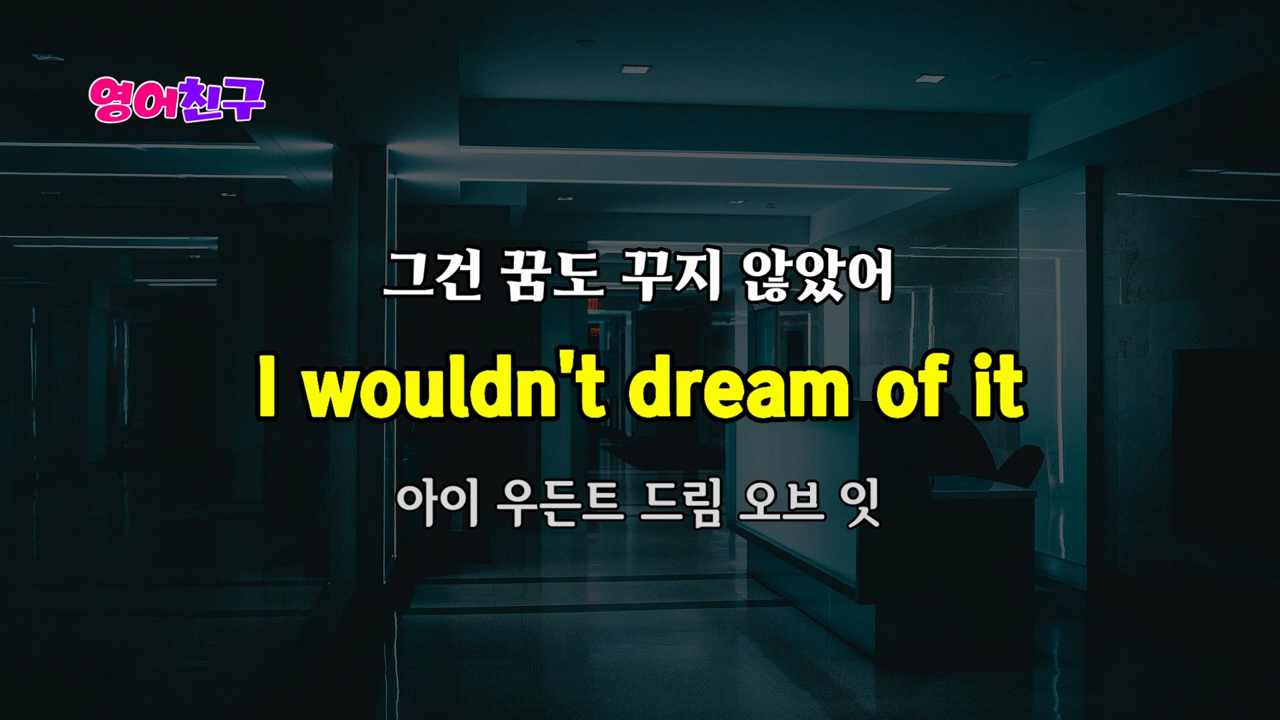 영어친구
그건 꿈도 꾸지 않았어
I wouldn't dream of it
아이 우든트 드림 오브 잇